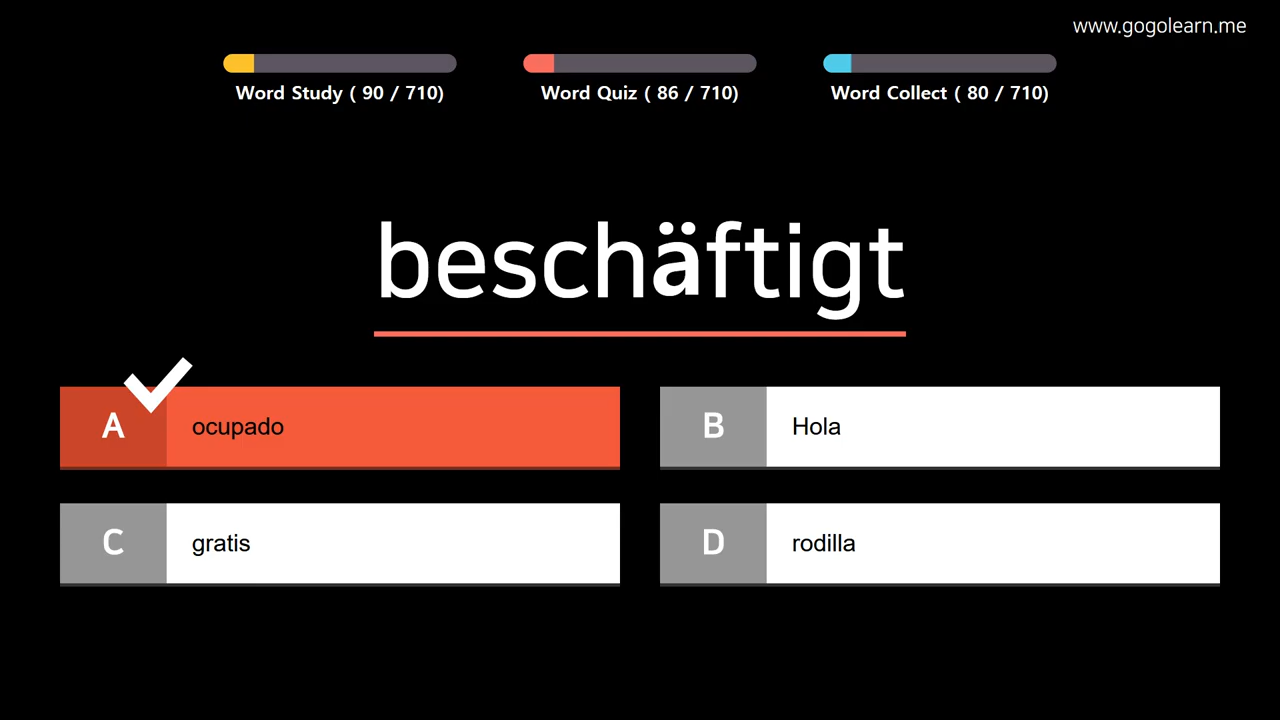 www.gogolearn.me
Word Study ( 90 / 710)
Word Quiz ( 86 / 710)
Word Collect ( 80 / 710)
beschäftigt
A ocupado
B Hola
C gratis
D rodilla